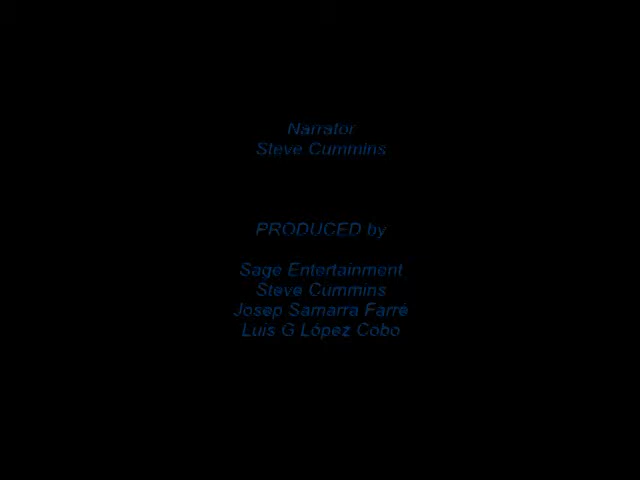 Narrator
Steve Cummins
PRODUCED by
Sage Entertainment
Steve Cummins
Josep Samarra Farré
Luis G López Cobo